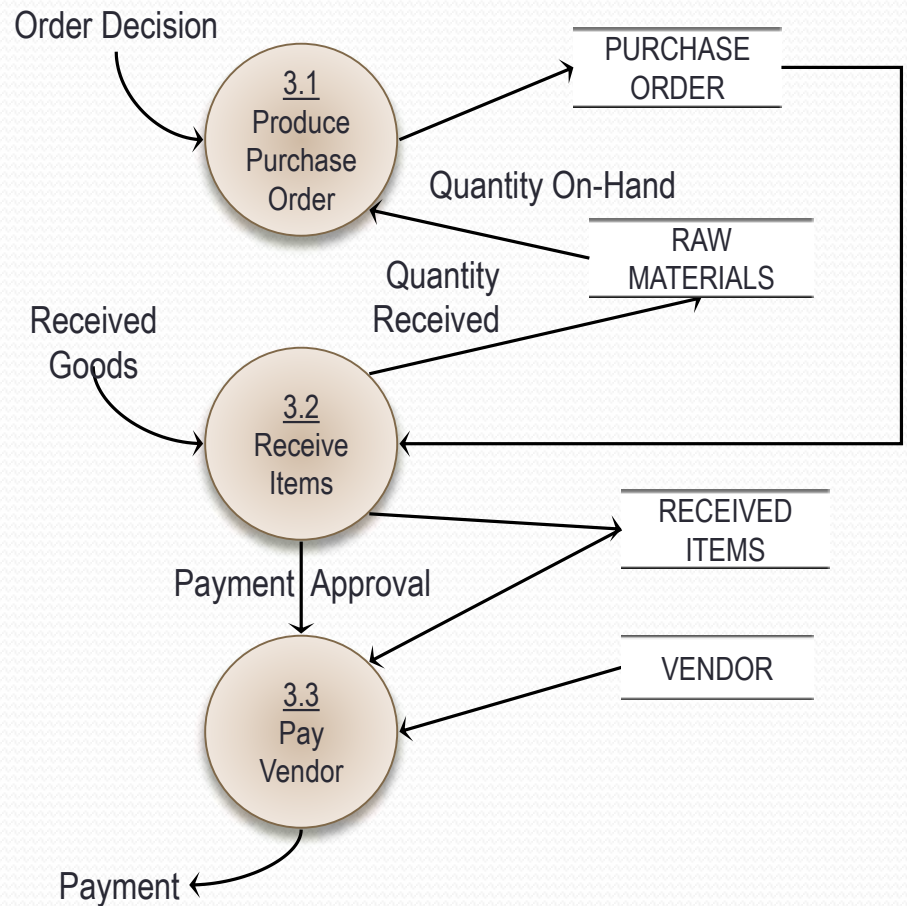 Order Decision
3.1
Produce
Purchase
Order
PURCHASE
ORDER
Quantity On-Hand
RAW
MATERIALS
Quantity
Received
Received
Goods
3.2
Receive
Items
RECEIVED
ITEMS
Payment Approval
VENDOR
3.3
Pay
Vendor
Payment